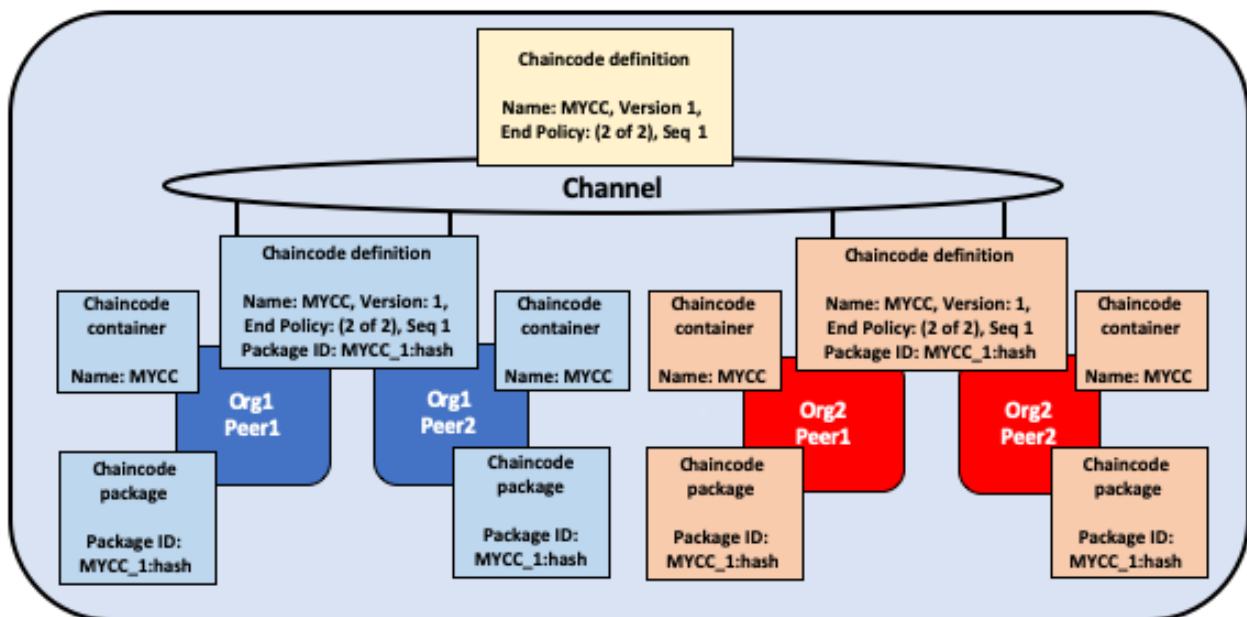 Chaincode definition
Name: MYCC, Version 1,
End Policy: (2 of 2), Seq 1
Channel
Chaincode definition
Name: MYCC, Version: 1,
End Policy: (2 of 2), Seq 1
Package ID: MYCC_1:hash
Chaincode definition
Name: MYCC, Version: 1,
End Policy: (2 of 2), Seq 1
Package ID: MYCC_1:hash
Chaincode
container
Name: MYCC
Chaincode
container
Name: MYCC
Chaincode
container
Name: MYCC
Chaincode
container
Name: MYCC
Org1
Peer1
Org1
Peer2
Org2
Peer1
Org2
Peer2
Chaincode
package
Package ID:
MYCC_1:hash
Chaincode
package
Package ID:
MYCC_1:hash
Chaincode
package
Package ID:
MYCC_1:hash
Chaincode
package
Package ID:
MYCC_1:hash